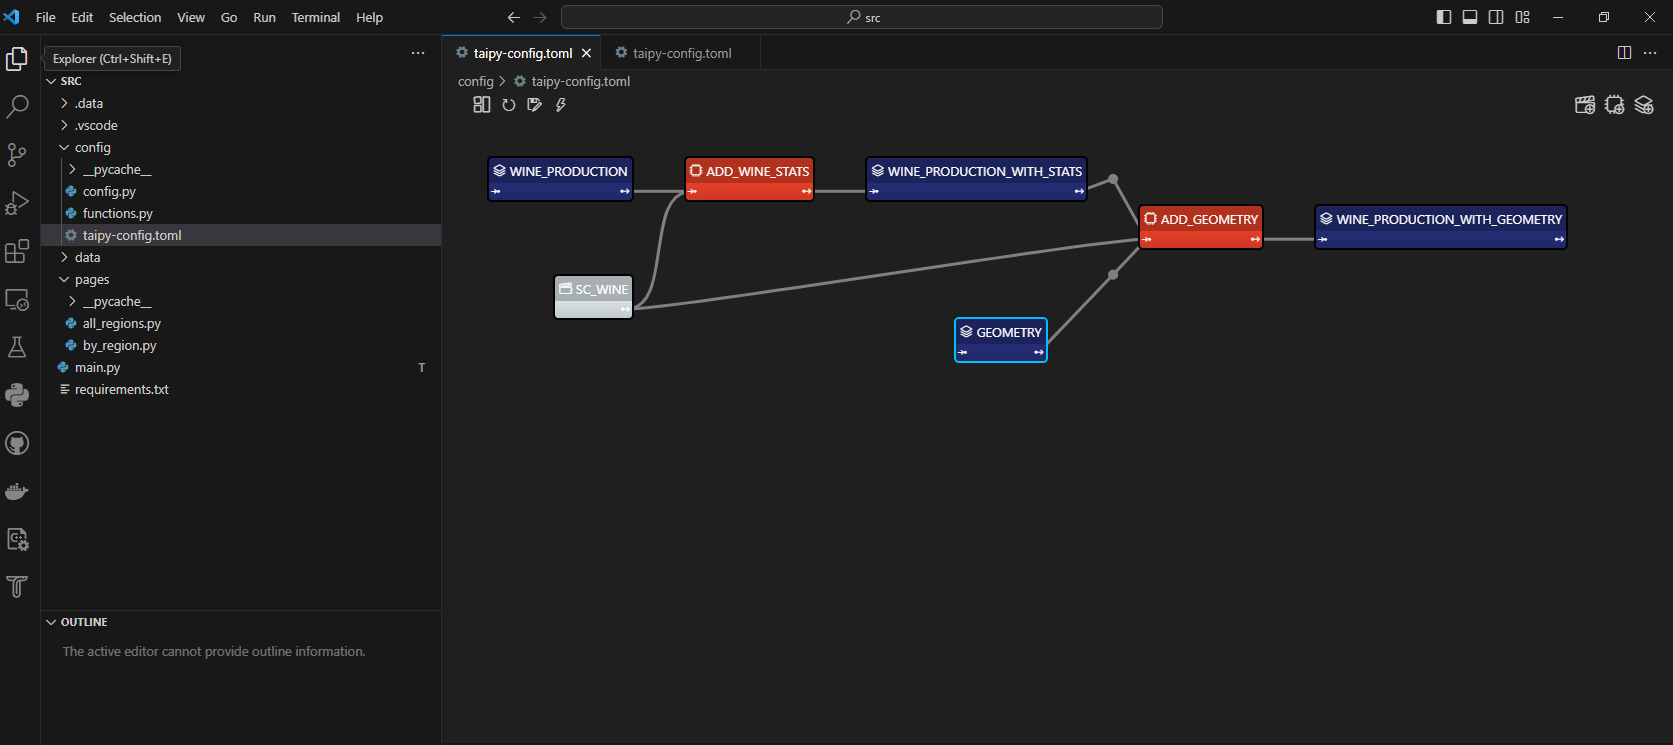 File Edit Selection View Go Run Terminal Help
src
Explorer (Ctrl+Shift+E)
SRC
.data
.vscode
config
__pycache__
config.py
functions.py
taipy-config.toml
data
pages
__pycache__
all_regions.py
by_region.py
main.py T
requirements.txt
OUTLINE
The active editor cannot provide outline information.
taipy-config.toml taipy-config.toml
config > taipy-config.toml
WINE_PRODUCTION
ADD_WINE_STATS
WINE_PRODUCTION_WITH_STATS
ADD_GEOMETRY
WINE_PRODUCTION_WITH_GEOMETRY
SC_WINE
GEOMETRY